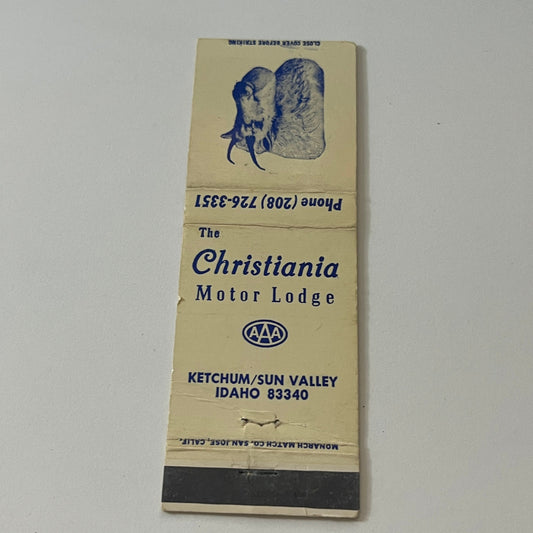 CLOSE COVER BEFORE STRIKING
Phone (208) 726-3351
The
Christiania
Motor Lodge
AAA
KETCHUM/SUN VALLEY
IDAHO 83340
MONARCH MATCH CO. SAN JOSE, CALIF.